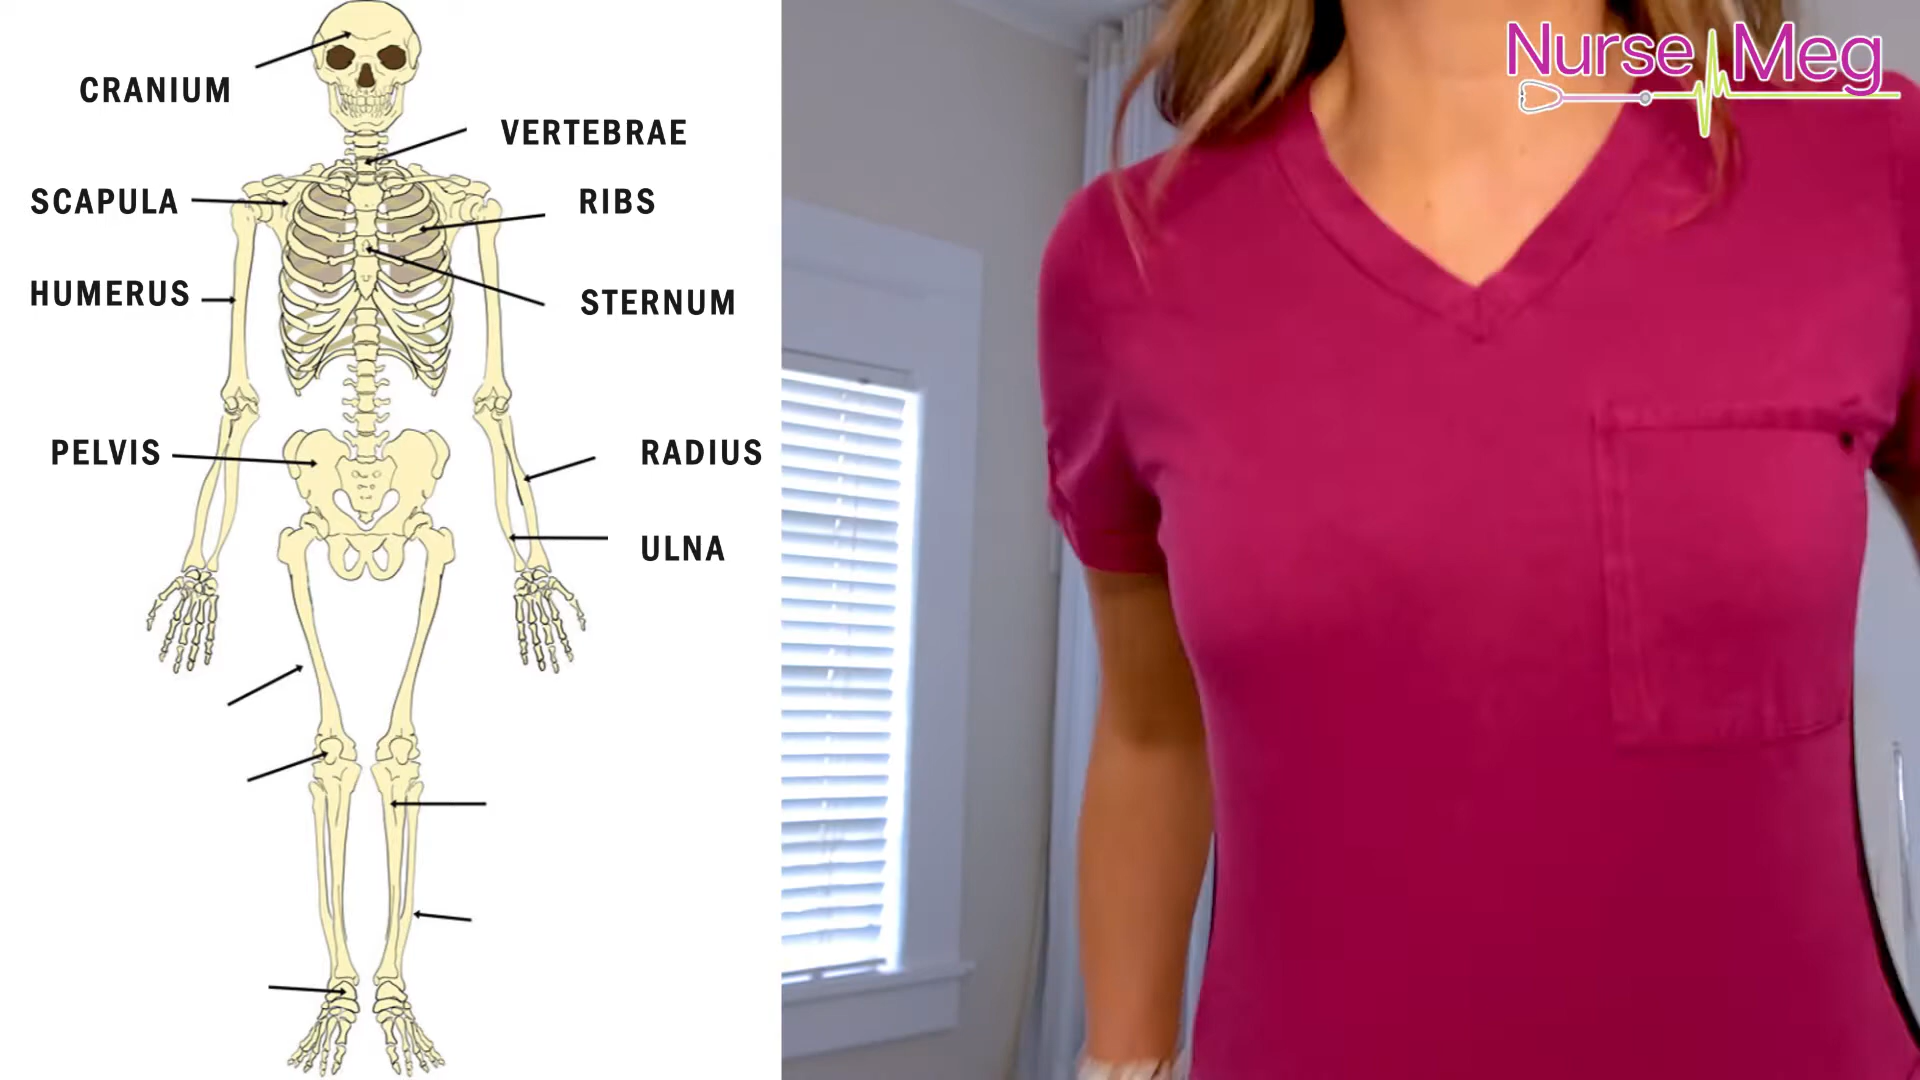 CRANIUM
VERTEBRAE
SCAPULA
RIBS
HUMERUS
STERNUM
PELVIS
RADIUS
ULNA
Nurse Meg